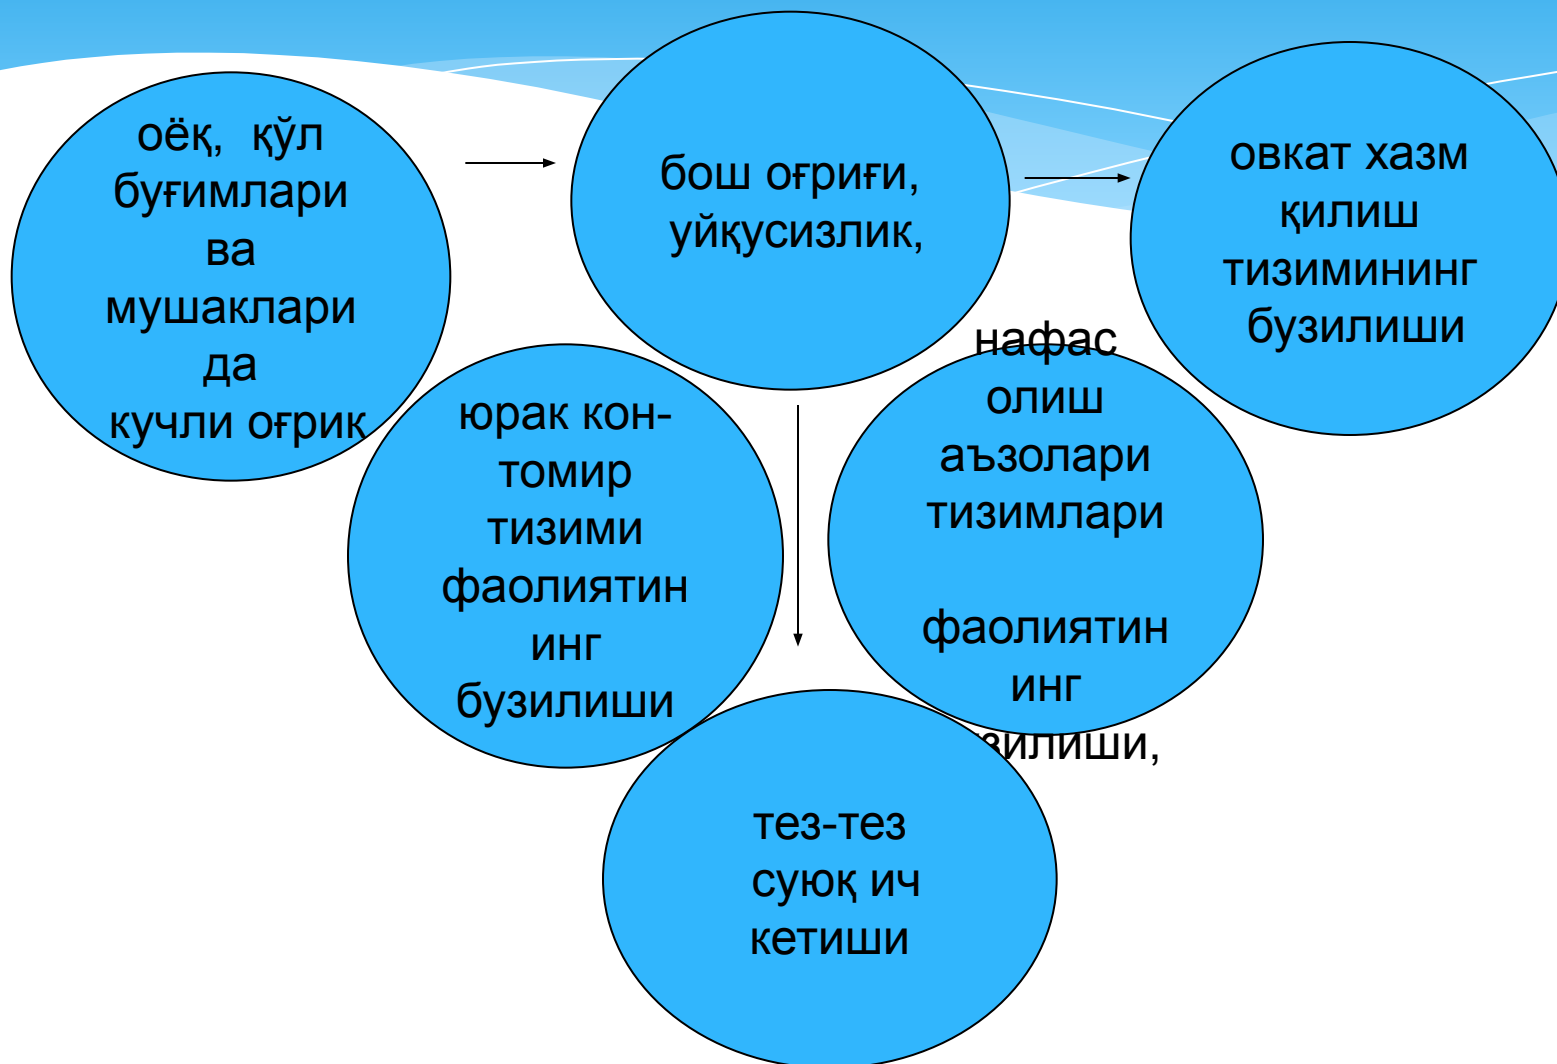 оёқ, қўл
буғимлари
ва
мушаклари
да
кучли оғрик
бош оғриғи,
уйқусизлик,
овкат хазм
қилиш
тизимининг
бузилиши
юрак кон-
томир
тизими
фаолиятин
инг
бузилиши
нафас
олиш
аъзолари
тизимлари
фаолиятин
инг
зилиши,
тез-тез
суюқ ич
кетиши